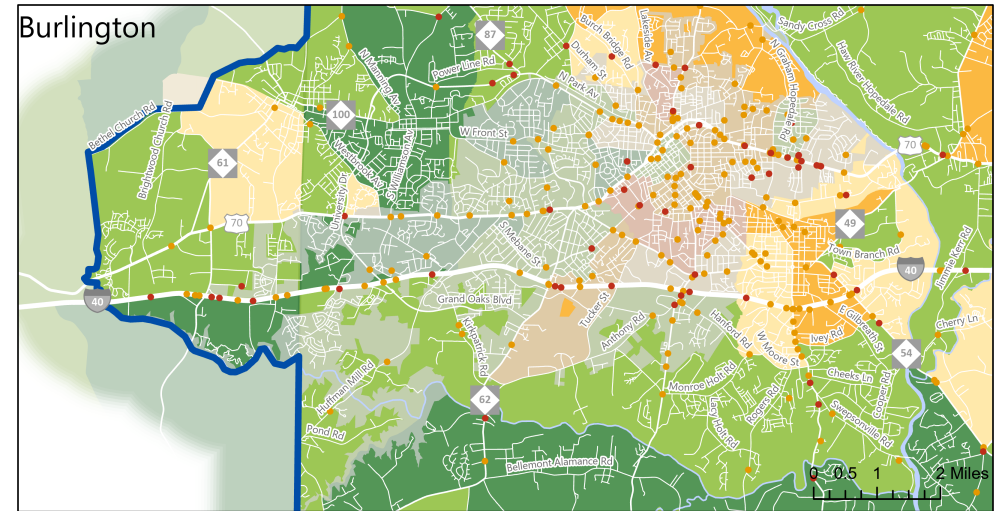 Burlington
87
Burch Bridge Rd
Lakeside Av
Sandy Cross Rd
Durham St
N Graham Hopedale Rd
Haw River Hopedale Rd
N Manning Av
Power Line Rd
N Park Av
Bethel Church Rd
Brightwood Church Rd
100
W Front St
61
Westbrook Av
S Williamson Av
70
University Dr
70
49
S Mebane St
Town Branch Rd
Jimmie Kerr Rd
40
40
Grand Oaks Blvd
Tucker St
Anthony Rd
Hanford Rd
W Moore St
Ivey Rd
E Gilbreath St
Cherry Ln
Kirkpatrick Rd
54
Huffman Mill Rd
Monroe Holt Rd
Cheeks Ln
Cooper Rd
62
Lacy Holt Rd
Rogers Rd
Swepsonville Rd
Pond Rd
Bellemont Alamance Rd
0 0.5 1 2 Miles